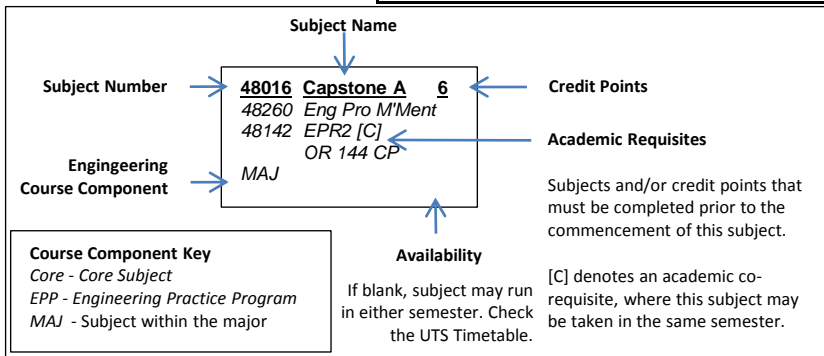 Subject Name
Subject Number
48016 Capstone A 6
48260 Eng Pro M'Ment
48142 EPR2 [C]
OR 144 CP
MAJ
Credit Points
Academic Requisites
Subjects and/or credit points that
must be completed prior to the
commencement of this subject.
[C] denotes an academic co-
requisite, where this subject may
be taken in the same semester.
Engingeering
Course Component
Availability
If blank, subject may run
in either semester. Check
the UTS Timetable.
Course Component Key
Core - Core Subject
EPP - Engineering Practice Program
MAJ - Subject within the major